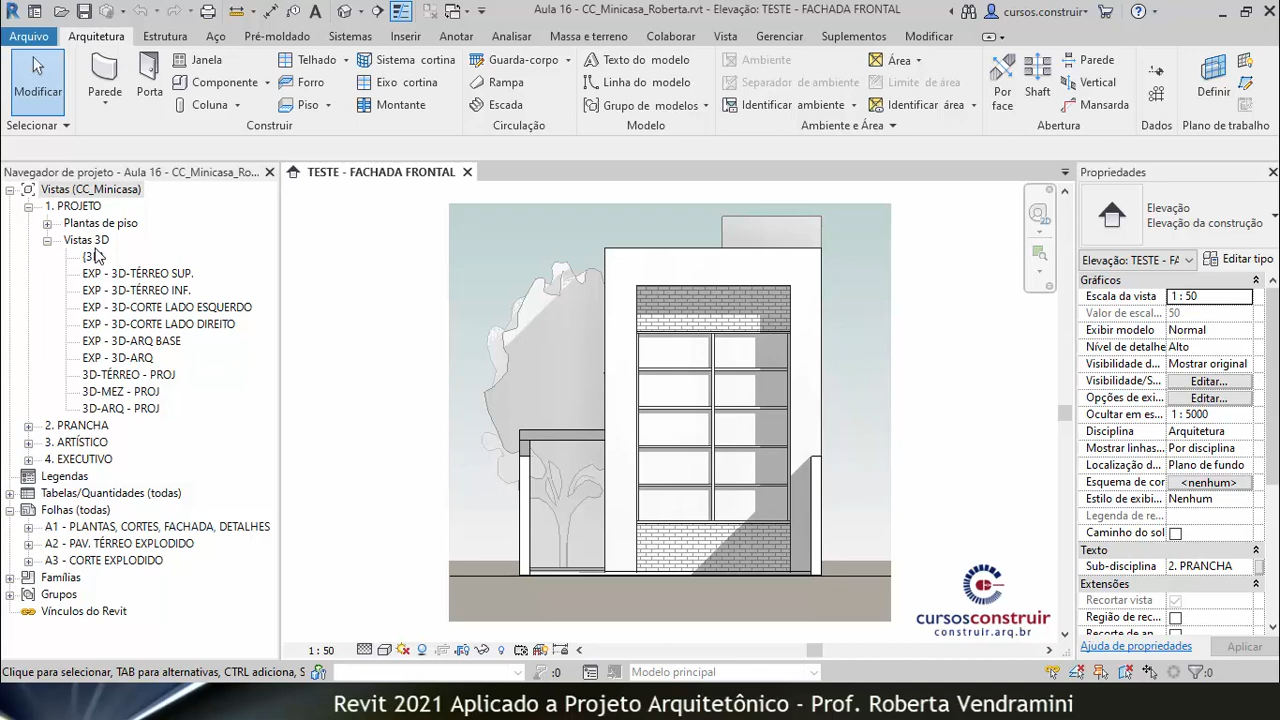 Aula 16 - CC_Minicasa_Roberta.rvt - Elevação: TESTE - FACHADA FRONTAL
cursos.construir
Arquivo Arquitetura Estrutura Aço Pré-moldado Sistemas Inserir Anotar Analisar Massa e terreno Colaborar Vista Gerenciar Suplementos Modificar
Janela Telhado Sistema cortina Guarda-corpo Texto do modelo Ambiente Área Parede
Componente Forro Eixo cortina Rampa Linha do modelo Separador de ambiente Limite de área Vertical
Modificar Parede Porta Por face Shaft Definir
Coluna Piso Montante Escada Grupo de modelos Identificar ambiente Identificar área Mansarda
Selecionar Construir Circulação Modelo Ambiente e Área Abertura Dados Plano de trabalho
Navegador de projeto - Aula 16 - CC_Minicasa_Ro...
Vistas (CC_Minicasa)
1. PROJETO
Plantas de piso
Vistas 3D
EXP - 3D-TÉRREO SUP.
EXP - 3D-TÉRREO INF.
EXP - 3D-CORTE LADO ESQUERDO
EXP - 3D-CORTE LADO DIREITO
EXP - 3D-ARQ BASE
EXP - 3D-ARQ
3D-TÉRREO - PROJ
3D-MEZ - PROJ
3D-ARQ - PROJ
2. PRANCHA
3. ARTÍSTICO
4. EXECUTIVO
Legendas
Tabelas/Quantidades (todas)
Folhas (todas)
A1 - PLANTAS, CORTES, FACHADA, DETALHES
A2 - PAV. TÉRREO EXPLODIDO
A3 - CORTE EXPLODIDO
Famílias
Grupos
Vínculos do Revit
TESTE - FACHADA FRONTAL
2D
cursosconstruir
construir.arq.br
1 : 50
Propriedades
Elevação
Elevação da construção
Elevação: TESTE - FA
Editar tipo
Gráficos
Escala da vista 1 : 50
Valor de escal... 50
Exibir modelo Normal
Nível de detalhe Alto
Visibilidade d... Mostrar original
Visibilidade/S... Editar...
Opções de exi... Editar...
Ocultar em es... 1 : 5000
Disciplina Arquitetura
Mostrar linhas... Por disciplina
Localização d... Plano de fundo
Esquema de cor <nenhum>
Estilo de exibi... Nenhum
Legenda de re...
Caminho do sol
Texto
Sub-disciplina 2. PRANCHA
Extensões
Recortar vista
Região de rec...
Recorte de an...
Ajuda de propriedades Aplicar
Clique para selecionar, TAB para alternativas, CTRL adiciona, S :0 Modelo principal :0
Revit 2021 Aplicado a Projeto Arquitetônico - Prof. Roberta Vendramini